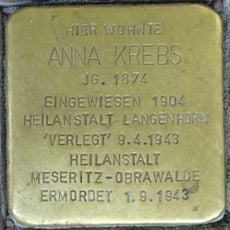 HIER WOHNTE
ANNA KREBS
JG. 1874
EINGEWIESEN 1904
HEILANSTALT LANGENHORN
'VERLEGT' 9.4.1943
HEILANSTALT
MESERITZ-OBRAWALDE
ERMORDET 1.9.1943